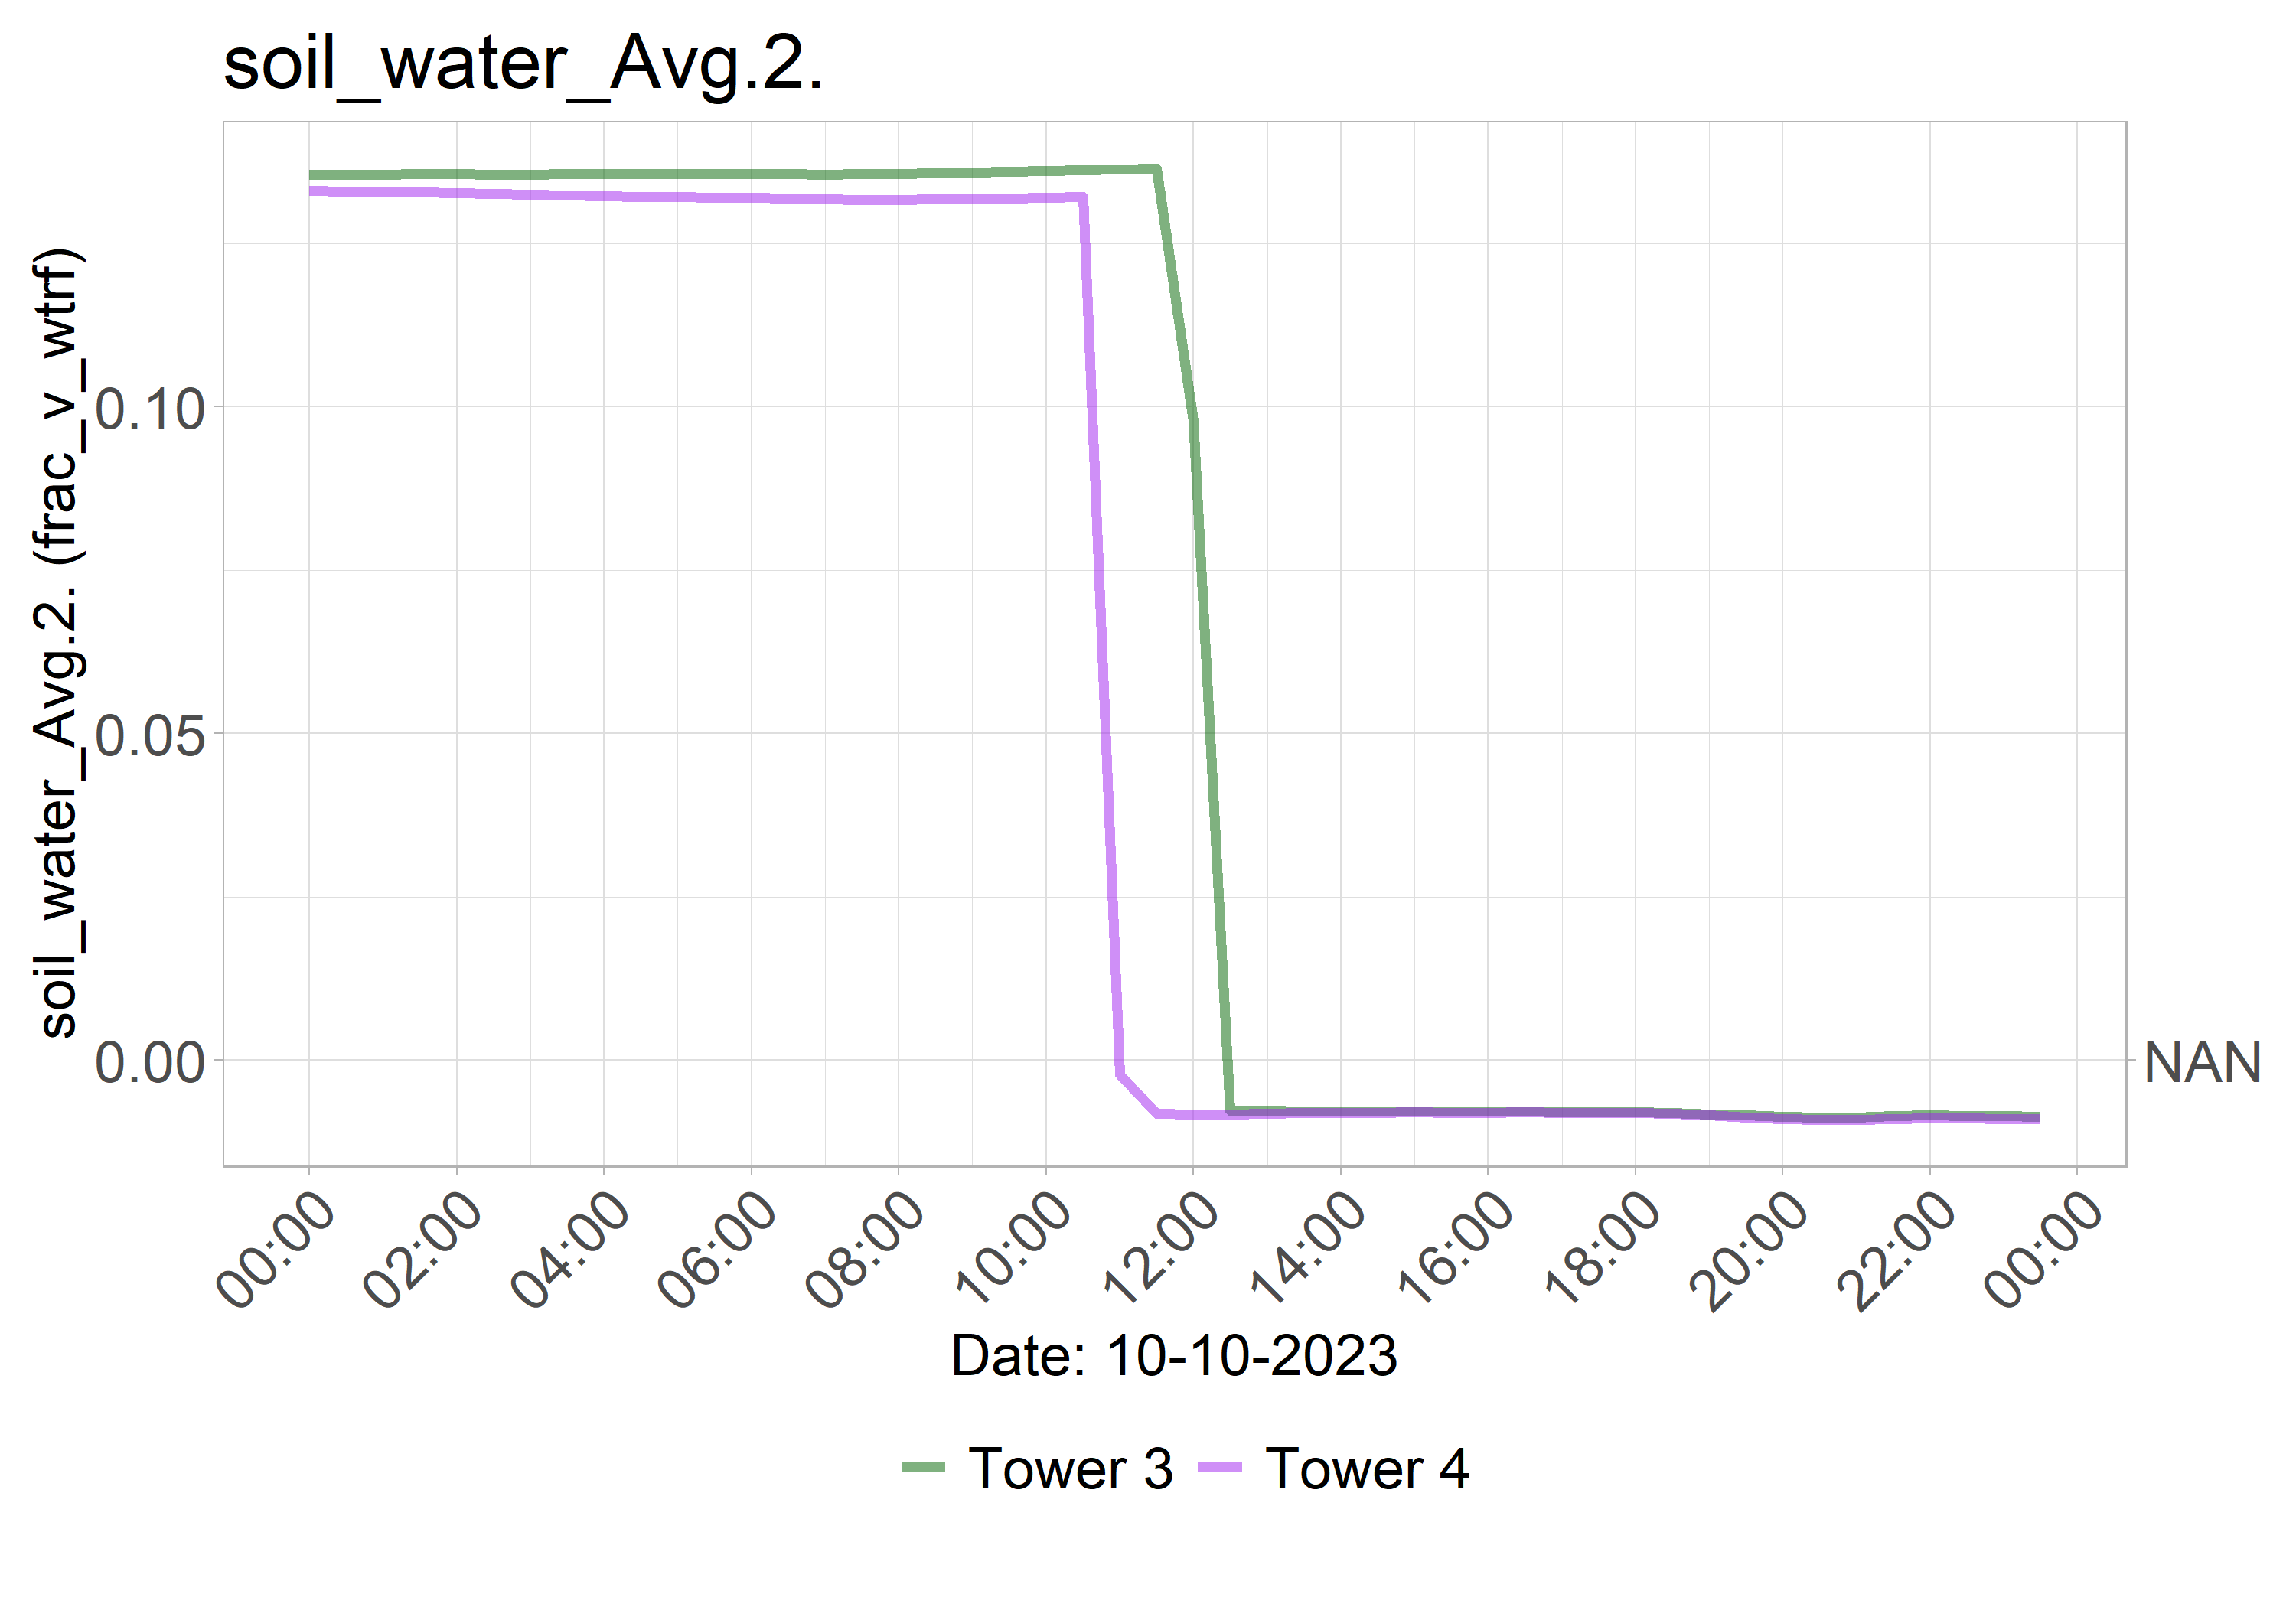 soil_water_Avg.2.
soil_water_Avg.2. (frac_v_wtrf)
0.10
0.05
0.00
NAN
00:00
02:00
04:00
06:00
08:00
10:00
12:00
14:00
16:00
18:00
20:00
22:00
00:00
Date: 10-10-2023
Tower 3
Tower 4